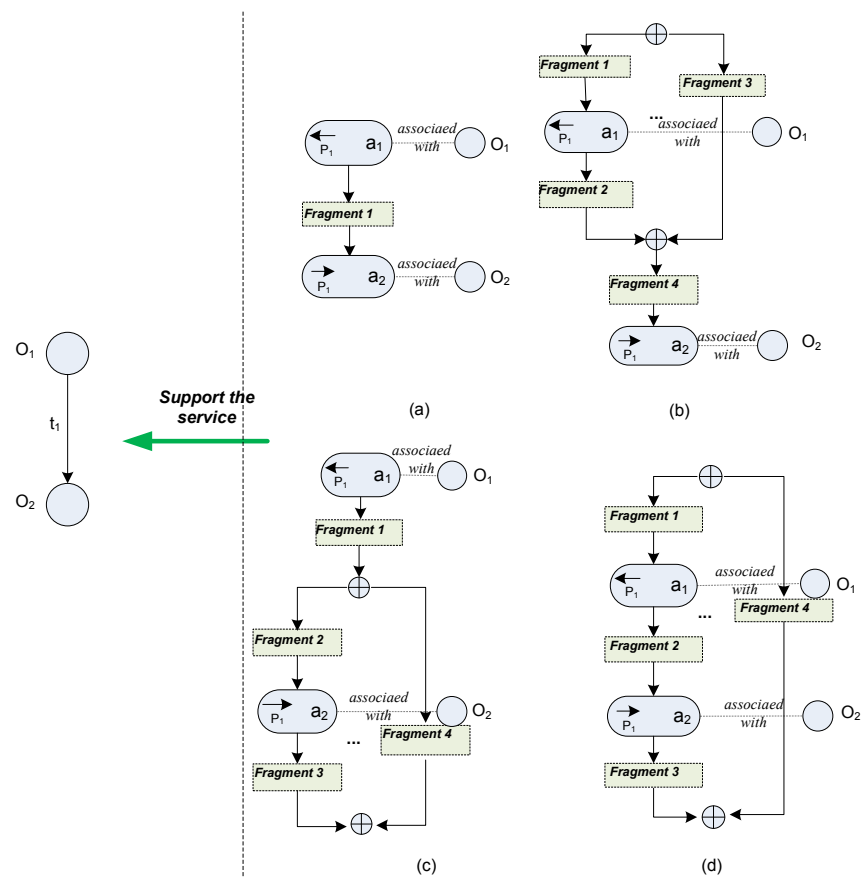 O1
t1
O2
Support the
service
P1
a1
associaed
with
O1
Fragment 1
P1
a2
associaed
with
O2
(a)
Fragment 1
Fragment 3
...
P1
a1
associaed
with
O1
Fragment 2
Fragment 4
P1
a2
associaed
with
O2
(b)
P1
a1
associaed
with
O1
Fragment 1
Fragment 2
P1
a2
associaed
with
O2
...
Fragment 4
Fragment 3
(c)
Fragment 1
P1
a1
associaed
with
O1
...
Fragment 4
Fragment 2
P1
a2
associaed
with
O2
Fragment 3
(d)